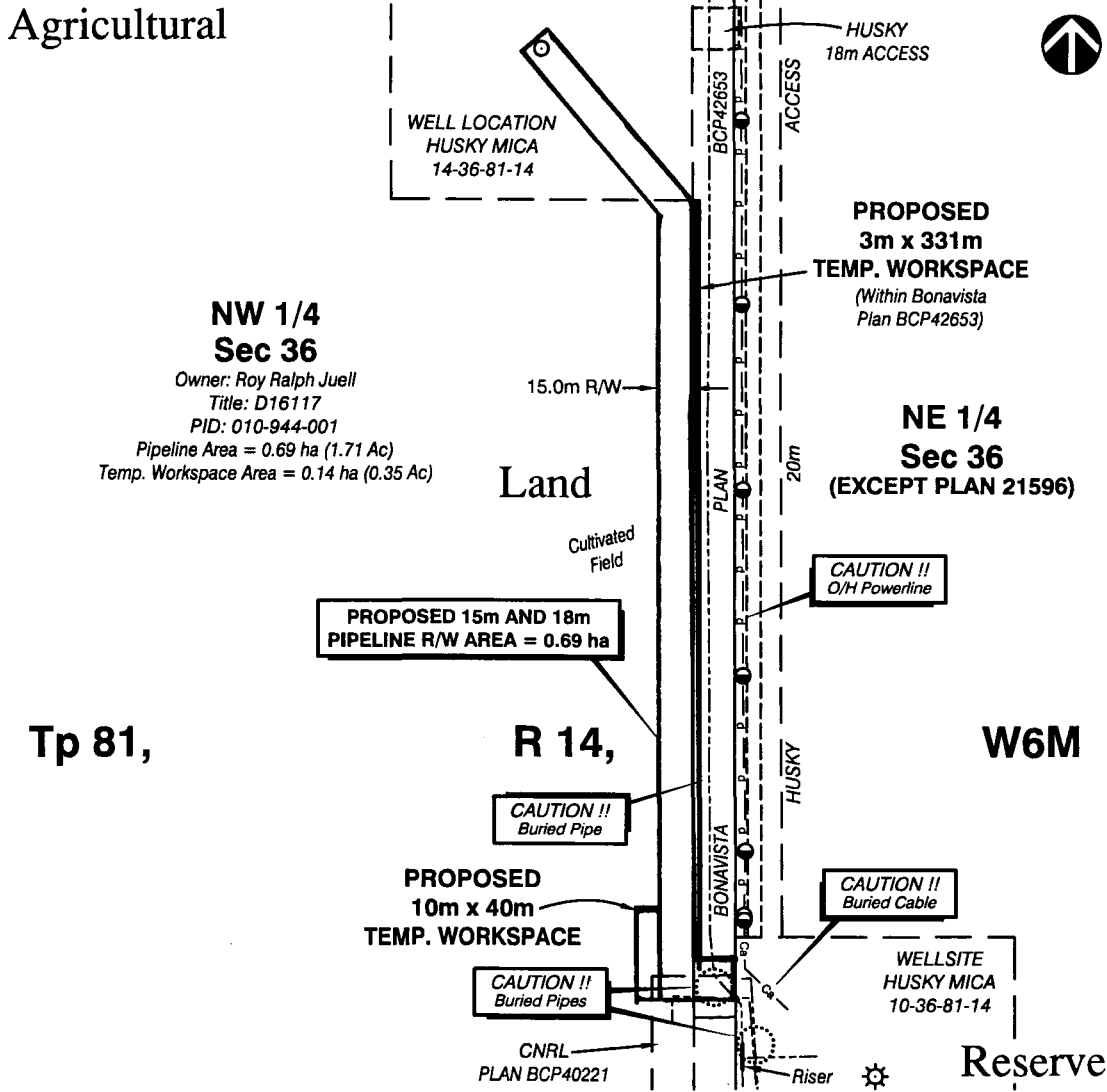 Agricultural
HUSKY
18m ACCESS
WELL LOCATION
HUSKY MICA
14-36-81-14
BCP42653
ACCESS
PROPOSED
3m x 331m
TEMP. WORKSPACE
(Within Bonavista
Plan BCP42653)
NW 1/4
Sec 36
Owner: Roy Ralph Juell
Title: D16117
PID: 010-944-001
Pipeline Area = 0.69 ha (1.71 Ac)
Temp. Workspace Area = 0.14 ha (0.35 Ac)
15.0m R/W
NE 1/4
Sec 36
(EXCEPT PLAN 21596)
Land
PLAN
20m
Cultivated
Field
CAUTION !!
O/H Powerline
PROPOSED 15m AND 18m
PIPELINE R/W AREA = 0.69 ha
Tp 81,
R 14,
W6M
HUSKY
CAUTION !!
Buried Pipe
BONAVISTA
PROPOSED
10m x 40m
TEMP. WORKSPACE
CAUTION !!
Buried Cable
Ca
Ca
WELLSITE
HUSKY MICA
10-36-81-14
CAUTION !!
Buried Pipes
CNRL
PLAN BCP40221
Riser
Reserve